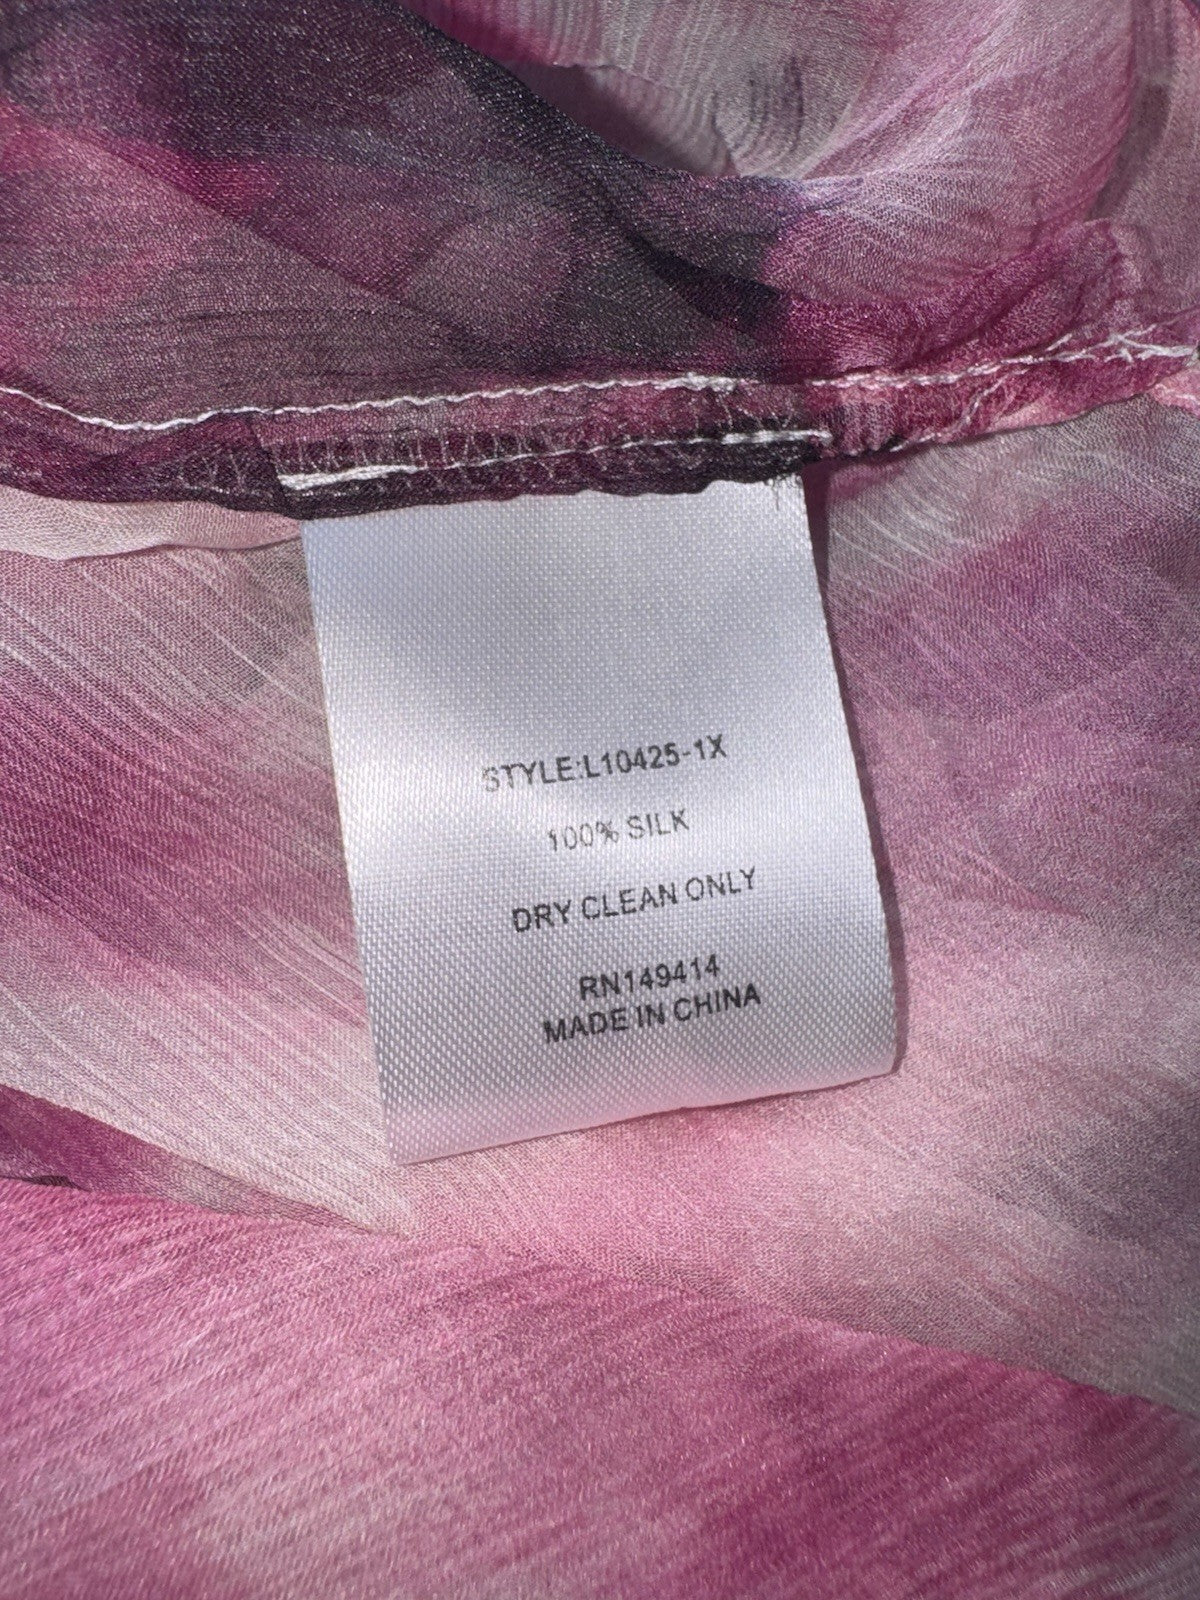 STYLE:L10425-1X
100% SILK
DRY CLEAN ONLY
RN149414
MADE IN CHINA